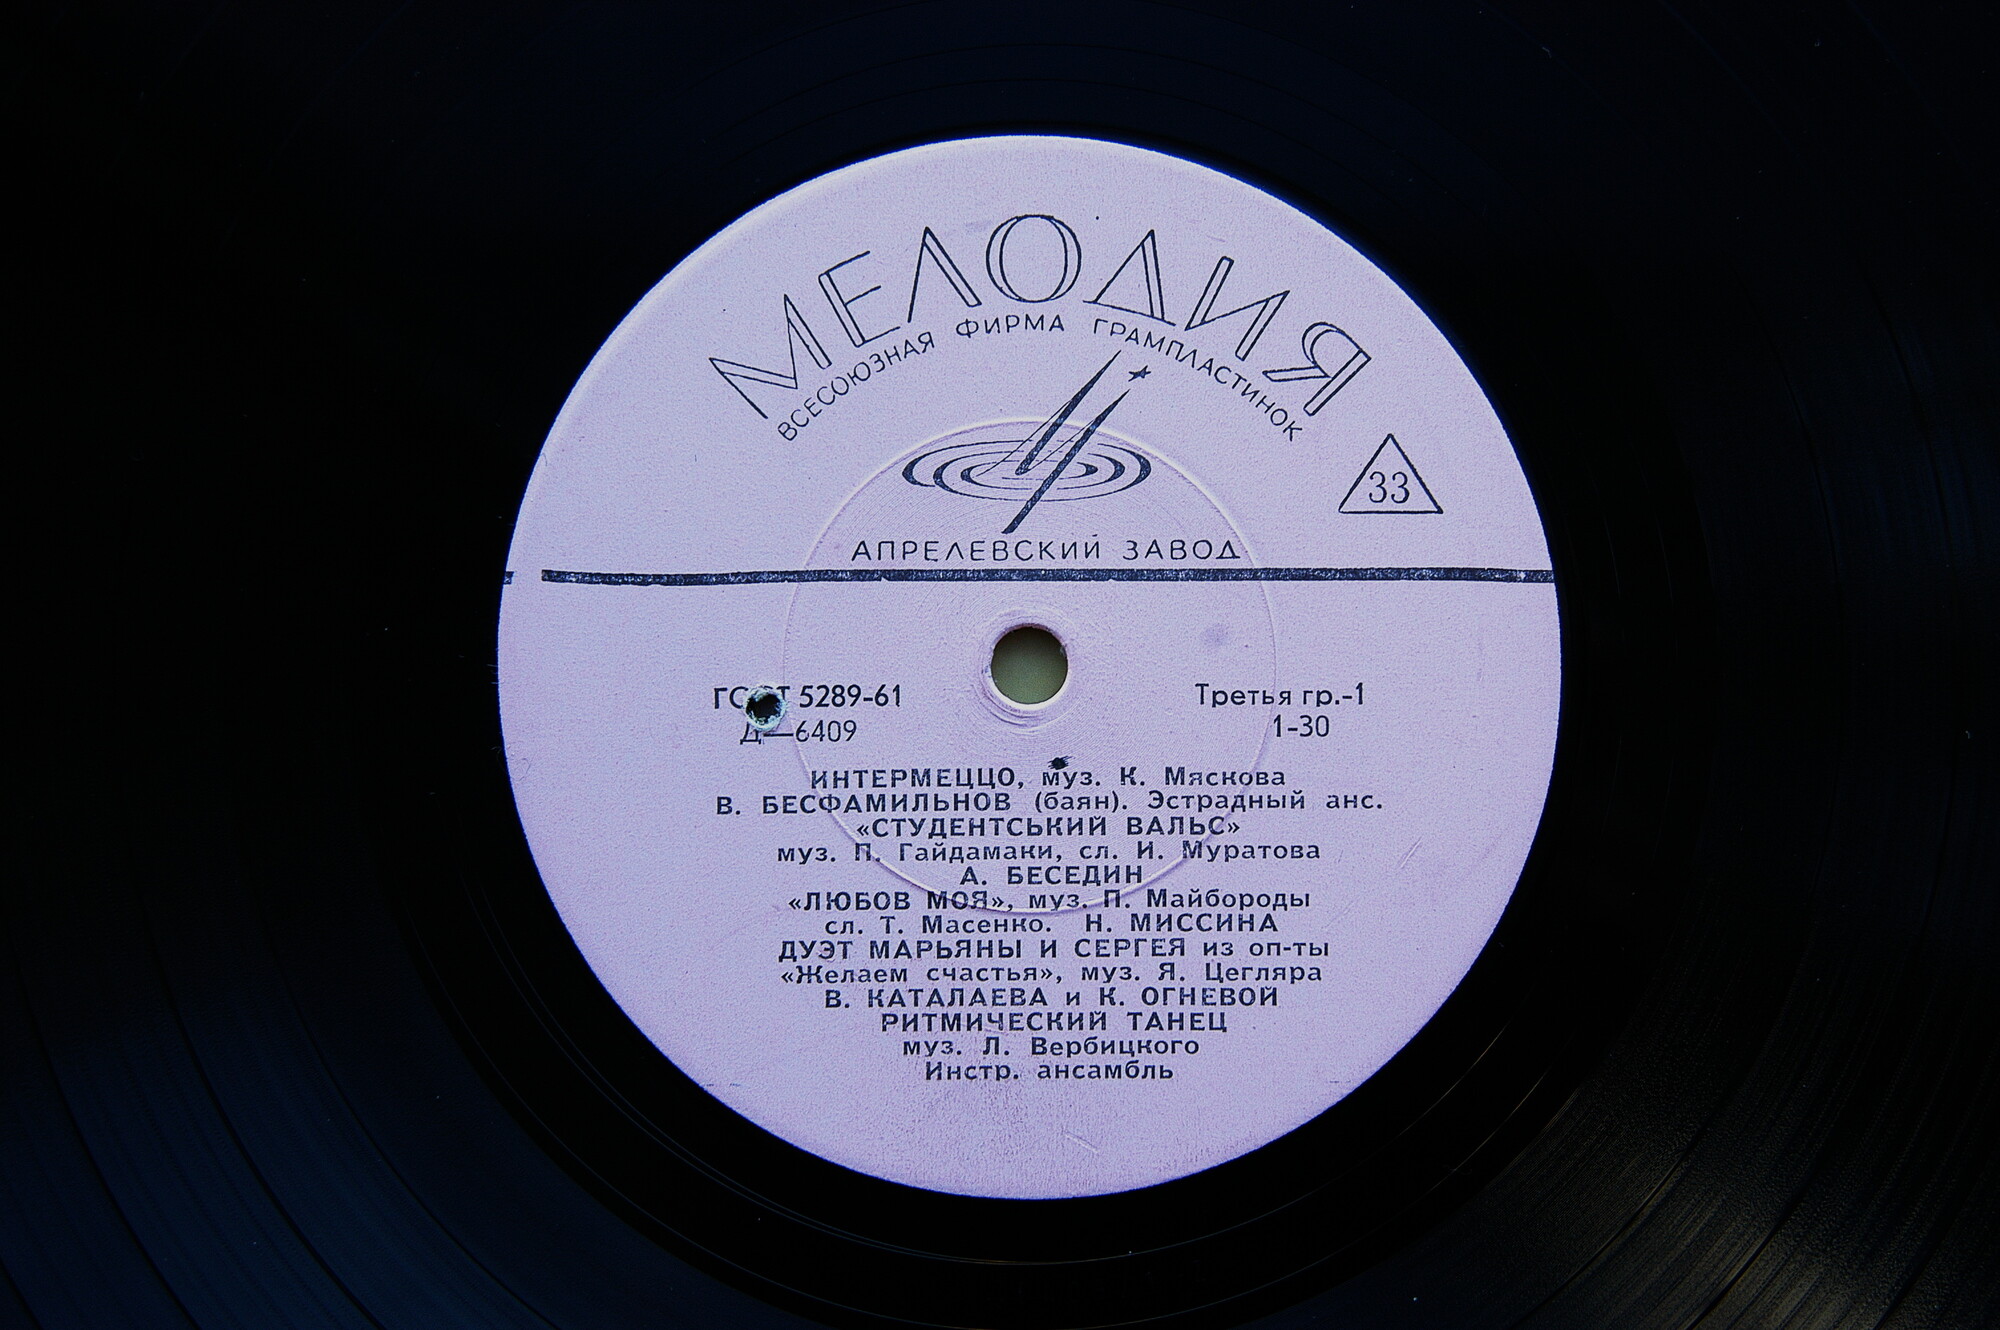 МЕЛОДИЯ
ВСЕСОЮЗНАЯ ФИРМА ГРАМПЛАСТИНОК
33
АПРЕЛЕВСКИЙ ЗАВОД
ГОСТ 5289-61
Третья гр.-1
Д—6409
1-30
ИНТЕРМЕЦЦО, муз. К. Мяскова
В. БЕСФАМИЛЬНОВ (баян). Эстрадный анс.
«СТУДЕНТСЬКИЙ ВАЛЬС»
муз. П. Гайдамаки, сл. И. Муратова
А. БЕСЕДИН
«ЛЮБОВ МОЯ», муз. П. Майбороды
сл. Т. Масенко. Н. МИССИНА
ДУЭТ МАРЬЯНЫ И СЕРГЕЯ из оп-ты
«Желаем счастья», муз. Я. Цегляра
В. КАТАЛАЕВА и К. ОГНЕВОЙ
РИТМИЧЕСКИЙ ТАНЕЦ
муз. Л. Вербицкого
Инстр. ансамбль